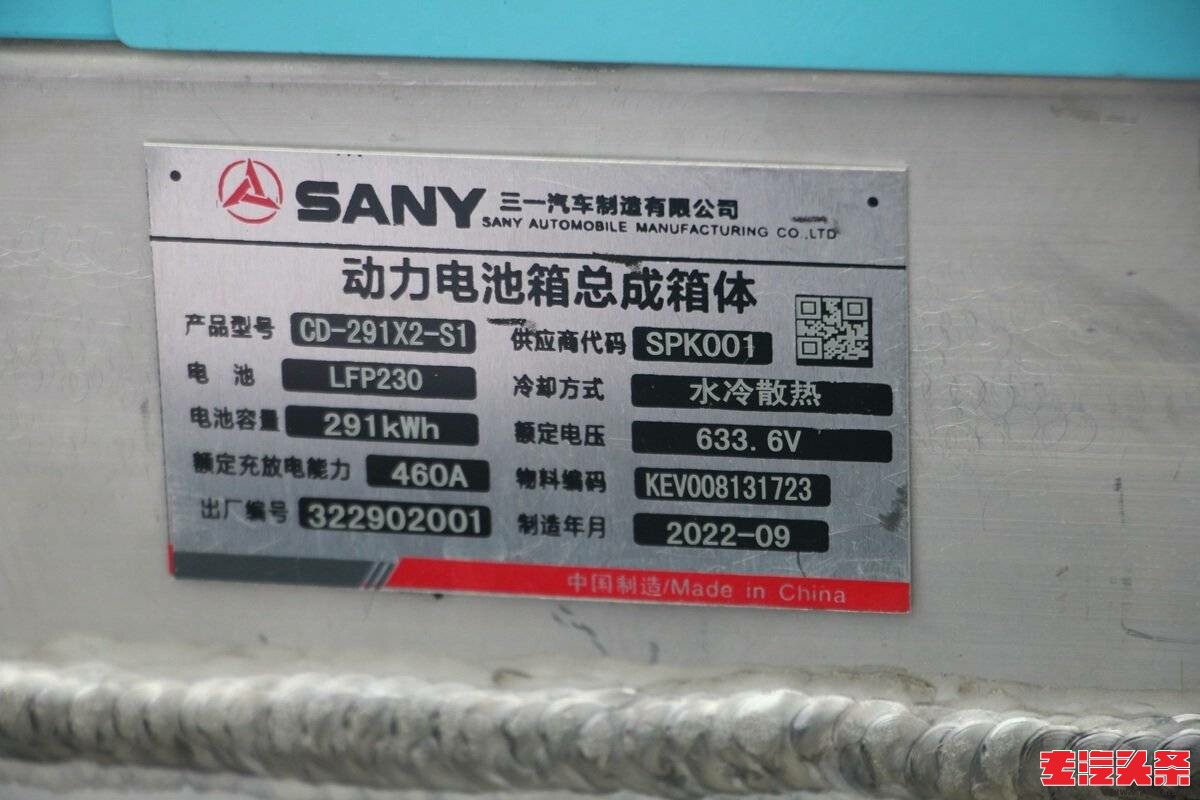 SANY 三一汽车制造有限公司
SANY AUTOMOBILE MANUFACTURING CO.,LTD
动力电池箱总成箱体
产品型号 CD-291X2-S1 供应商代码 SPK001
电池 LFP230 冷却方式 水冷散热
电池容量 291kWh 额定电压 633.6V
额定充放电能力 460A 物料编码 KEV008131723
出厂编号 322902001 制造年月 2022-09
中国制造/Made in China
专汽头条